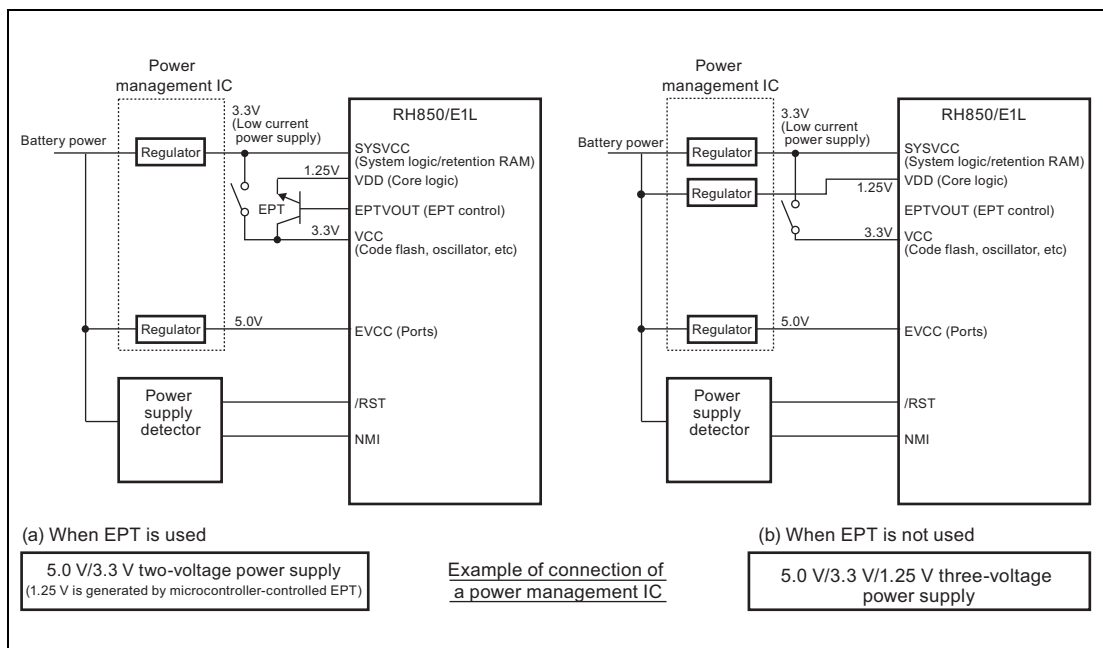 Power
management IC
3.3V
(Low current
power supply)
RH850/E1L
Battery power
Regulator
SYSVCC
(System logic/retention RAM)
1.25V
VDD (Core logic)
EPT
EPTVOUT (EPT control)
3.3V
VCC
(Code flash, oscillator, etc)
Regulator
5.0V
EVCC (Ports)
Power
supply
detector
/RST
NMI
(a) When EPT is used
5.0 V/3.3 V two-voltage power supply
(1.25 V is generated by microcontroller-controlled EPT)
Example of connection of
a power management IC
Power
management IC
3.3V
(Low current
power supply)
RH850/E1L
Battery power
Regulator
SYSVCC
(System logic/retention RAM)
Regulator
VDD (Core logic)
1.25V
EPTVOUT (EPT control)
3.3V
VCC
(Code flash, oscillator, etc)
Regulator
5.0V
EVCC (Ports)
Power
supply
detector
/RST
NMI
(b) When EPT is not used
5.0 V/3.3 V/1.25 V three-voltage
power supply